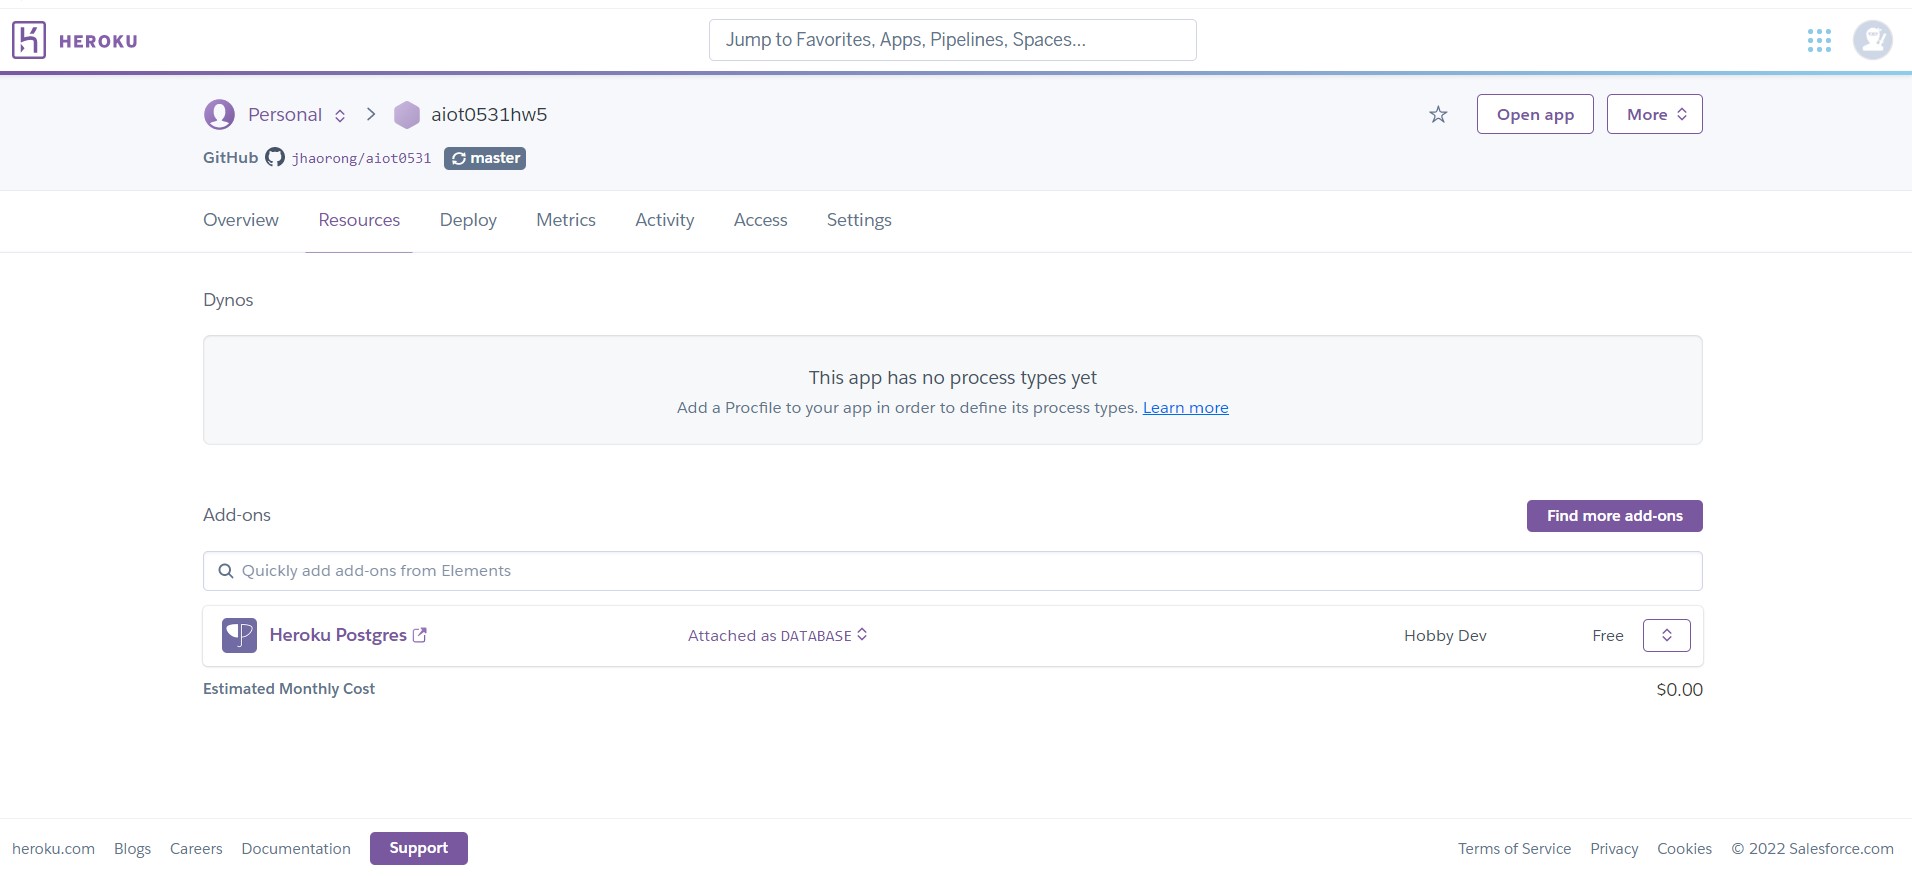 HEROKU
Jump to Favorites, Apps, Pipelines, Spaces...
Personal > aiot0531hw5
Open app
More
GitHub jhaorong/aiot0531 master
Overview Resources Deploy Metrics Activity Access Settings
Dynos
This app has no process types yet
Add a Procfile to your app in order to define its process types. Learn more
Add-ons
Find more add-ons
Quickly add add-ons from Elements
Heroku Postgres Attached as DATABASE Hobby Dev Free
Estimated Monthly Cost $0.00
heroku.com Blogs Careers Documentation Support Terms of Service Privacy Cookies © 2022 Salesforce.com